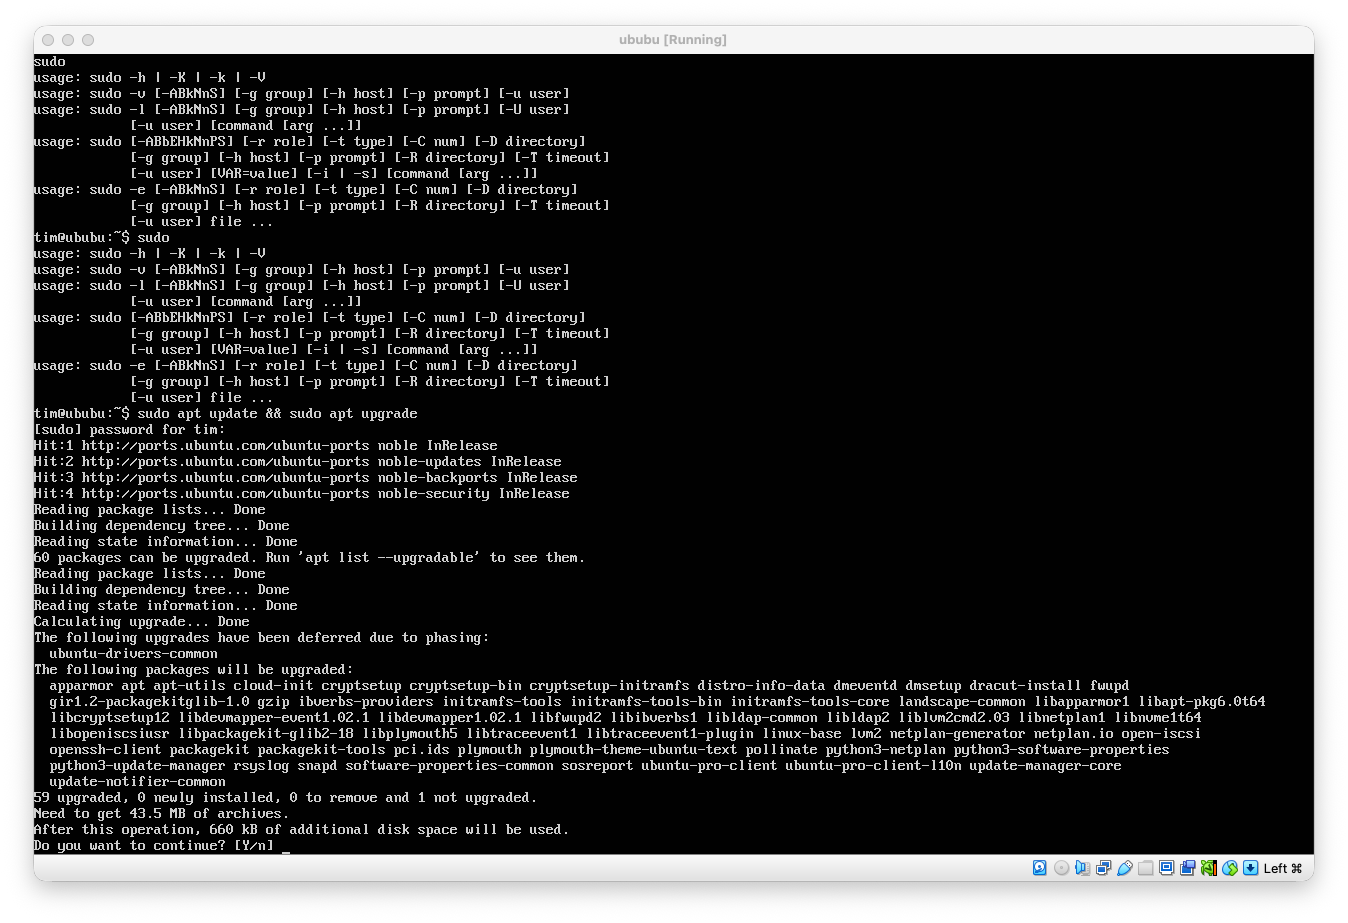 ububu [Running]
sudo
usage: sudo -h | -K | -k | -V
usage: sudo -v [-ABkNnS] [-g group] [-h host] [-p prompt] [-u user]
usage: sudo -l [-ABkNnS] [-g group] [-h host] [-p prompt] [-U user]
            [-u user] [command [arg ...]]
usage: sudo [-ABbEHkNnPS] [-r role] [-t type] [-C num] [-D directory]
            [-g group] [-h host] [-p prompt] [-R directory] [-T timeout]
            [-u user] [VAR=value] [-i | -s] [command [arg ...]]
usage: sudo -e [-ABkNnS] [-r role] [-t type] [-C num] [-D directory]
            [-g group] [-h host] [-p prompt] [-R directory] [-T timeout]
            [-u user] file ...
tim@ububu:~$ sudo
usage: sudo -h | -K | -k | -V
usage: sudo -v [-ABkNnS] [-g group] [-h host] [-p prompt] [-u user]
usage: sudo -l [-ABkNnS] [-g group] [-h host] [-p prompt] [-U user]
            [-u user] [command [arg ...]]
usage: sudo [-ABbEHkNnPS] [-r role] [-t type] [-C num] [-D directory]
            [-g group] [-h host] [-p prompt] [-R directory] [-T timeout]
            [-u user] [VAR=value] [-i | -s] [command [arg ...]]
usage: sudo -e [-ABkNnS] [-r role] [-t type] [-C num] [-D directory]
            [-g group] [-h host] [-p prompt] [-R directory] [-T timeout]
            [-u user] file ...
tim@ububu:~$ sudo apt update && sudo apt upgrade
[sudo] password for tim:
Hit:1 http://ports.ubuntu.com/ubuntu-ports noble InRelease
Hit:2 http://ports.ubuntu.com/ubuntu-ports noble-updates InRelease
Hit:3 http://ports.ubuntu.com/ubuntu-ports noble-backports InRelease
Hit:4 http://ports.ubuntu.com/ubuntu-ports noble-security InRelease
Reading package lists... Done
Building dependency tree... Done
Reading state information... Done
60 packages can be upgraded. Run 'apt list --upgradable' to see them.
Reading package lists... Done
Building dependency tree... Done
Reading state information... Done
Calculating upgrade... Done
The following upgrades have been deferred due to phasing:
  ubuntu-drivers-common
The following packages will be upgraded:
  apparmor apt apt-utils cloud-init cryptsetup cryptsetup-bin cryptsetup-initramfs distro-info-data dmeventd dmsetup dracut-install fwupd
  gir1.2-packagekitglib-1.0 gzip ibverbs-providers initramfs-tools initramfs-tools-bin initramfs-tools-core landscape-common libapparmor1 libapt-pkg6.0t64
  libcryptsetup12 libdevmapper-event1.02.1 libdevmapper1.02.1 libfwupd2 libibverbs1 libldap-common libldap2 liblvm2cmd2.03 libnetplan1 libnvme1t64
  libopeniscsiusr libpackagekit-glib2-18 libplymouth5 libtraceevent1 libtraceevent1-plugin linux-base lvm2 netplan-generator netplan.io open-iscsi
  openssh-client packagekit packagekit-tools pci.ids plymouth plymouth-theme-ubuntu-text pollinate python3-netplan python3-software-properties
  python3-update-manager rsyslog snapd software-properties-common sosreport ubuntu-pro-client ubuntu-pro-client-l10n update-manager-core
  update-notifier-common
59 upgraded, 0 newly installed, 0 to remove and 1 not upgraded.
Need to get 43.5 MB of archives.
After this operation, 660 kB of additional disk space will be used.
Do you want to continue? [Y/n] _
Left ⌘